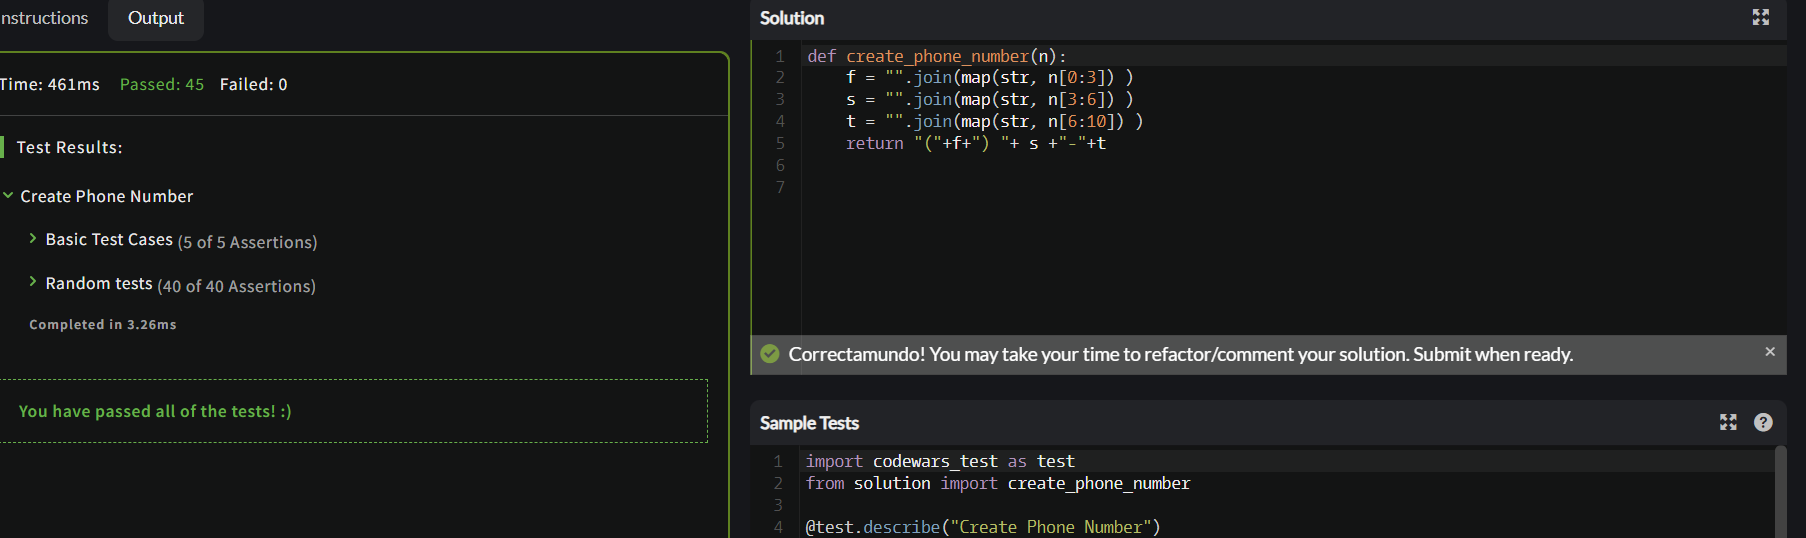 nstructions
Output
Time: 461ms Passed: 45 Failed: 0
Test Results:
Create Phone Number
Basic Test Cases (5 of 5 Assertions)
Random tests (40 of 40 Assertions)
Completed in 3.26ms
You have passed all of the tests! :)
Solution
1 def create_phone_number(n):
2     f = "".join(map(str, n[0:3]) )
3     s = "".join(map(str, n[3:6]) )
4     t = "".join(map(str, n[6:10]) )
5     return "("+f+") "+ s +"-"+t
6
7
Correctamundo! You may take your time to refactor/comment your solution. Submit when ready. ×
Sample Tests ?
1 import codewars_test as test
2 from solution import create_phone_number
3
4 @test.describe("Create Phone Number")